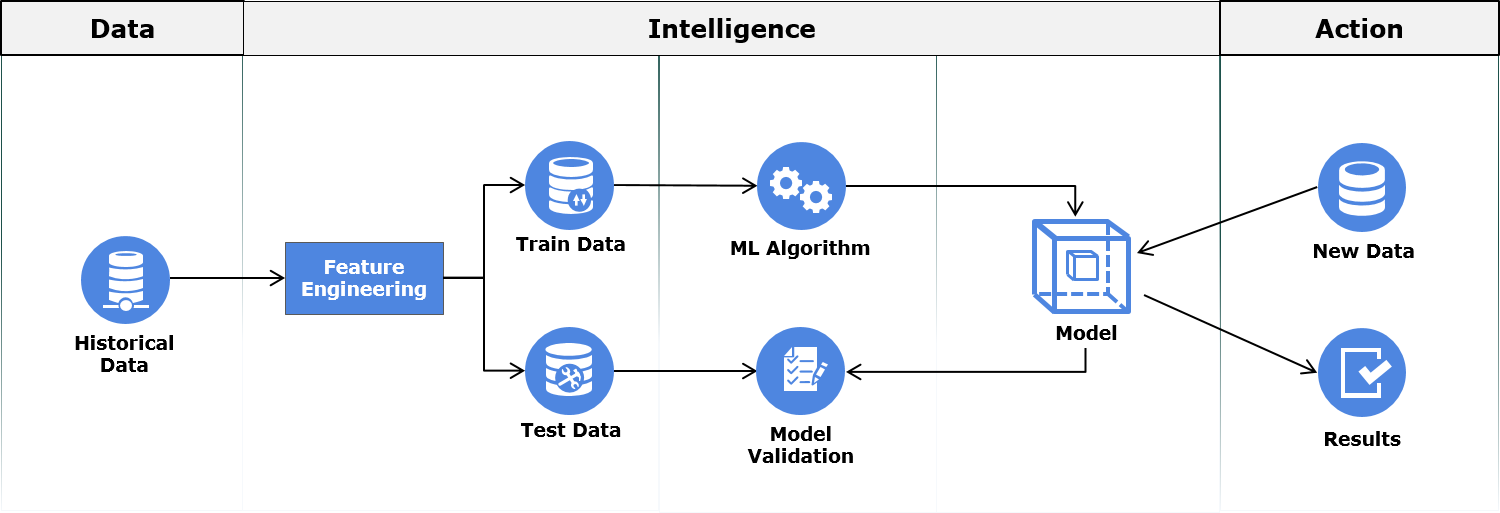 Data
Intelligence
Action
Historical
Data
Feature
Engineering
Train Data
Test Data
ML Algorithm
Model
Validation
Model
New Data
Results